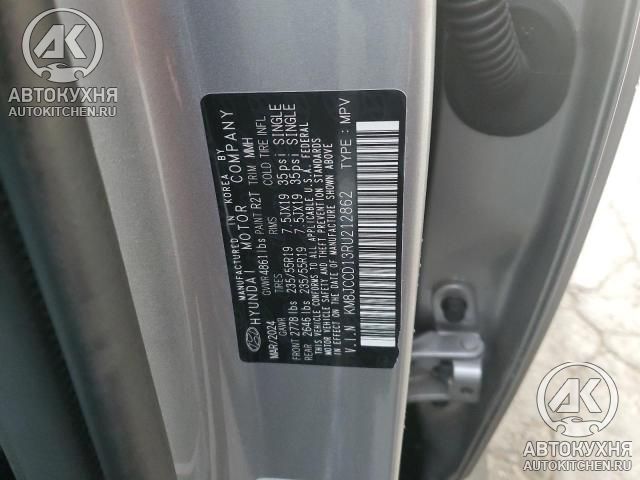 АК
АВТОКУХНЯ
AUTOKITCHEN.RU
MANUFACTURED IN KOREA BY
HYUNDAI MOTOR COMPANY
MAR/2024 GVWR 4861 lbs PAINT R2T TRIM MMH
GAWR TIRES RIMS COLD TIRE INFL
FRONT 2778 lbs 235/55R19 7.5JX19 35psi SINGLE
REAR 2646 lbs 235/55R19 7.5JX19 35psi SINGLE
THIS VEHICLE CONFORMS TO ALL APPLICABLE U.S.A. FEDERAL
MOTOR VEHICLE SAFETY AND THEFT PREVENTION STANDARDS
IN EFFECT ON THE DATE OF MANUFACTURE SHOWN ABOVE
V.I.N KM8JCCD13RU212862 TYPE : MPV
АК
АВТОКУХНЯ
AUTOKITCHEN.RU